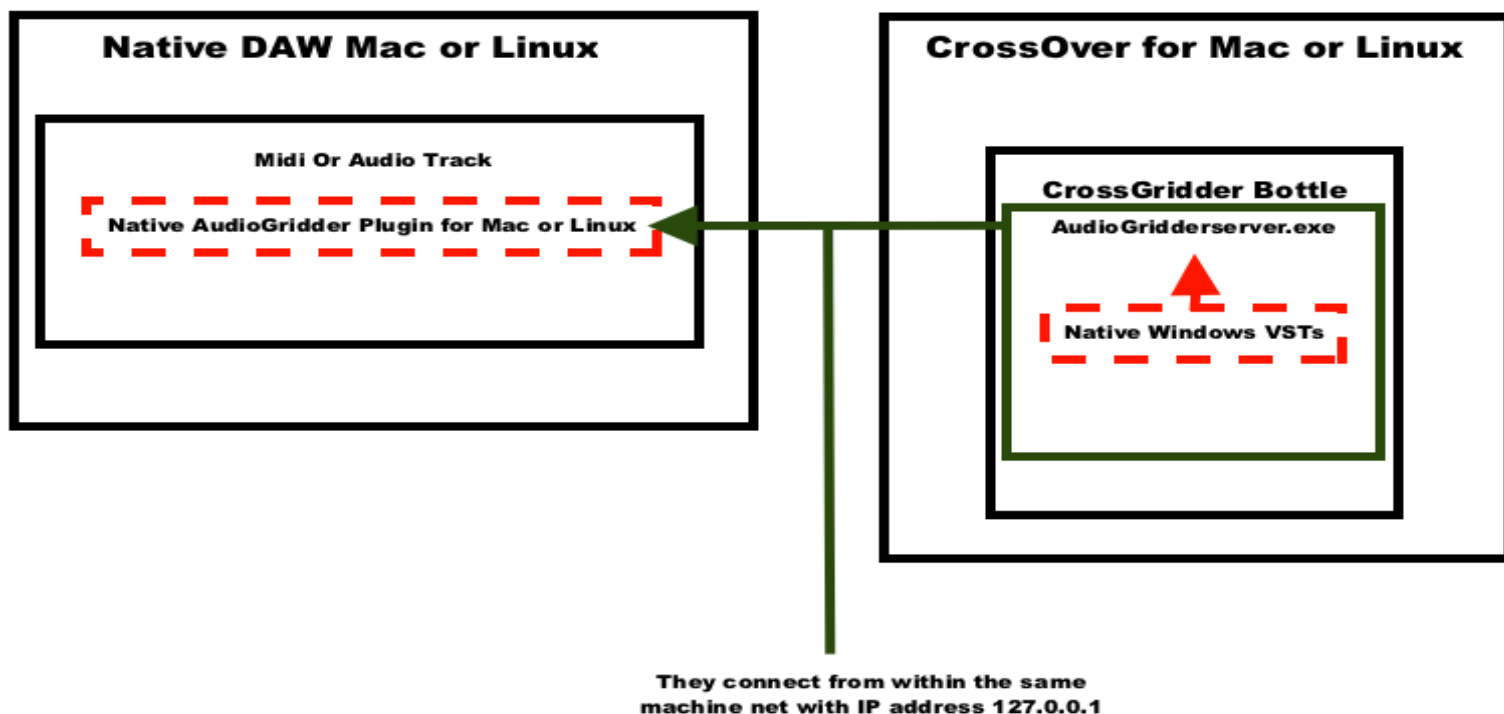 Native DAW Mac or Linux
Midi Or Audio Track
Native AudioGridder Plugin for Mac or Linux
CrossOver for Mac or Linux
CrossGridder Bottle
AudioGridderserver.exe
Native Windows VSTs
They connect from within the same
machine net with IP address 127.0.0.1